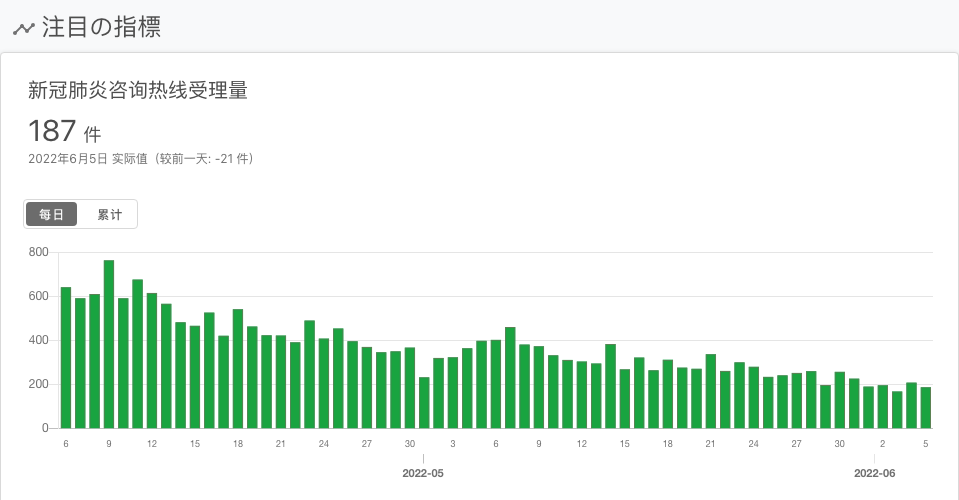 注目の指標
新冠肺炎咨询热线受理量
187 件
2022年6月5日 实际值（较前一天: -21 件）
每日 累计
800
600
400
200
0
6 9 12 15 18 21 24 27 30 3 6 9 12 15 18 21 24 27 30 2 5
2022-05 2022-06